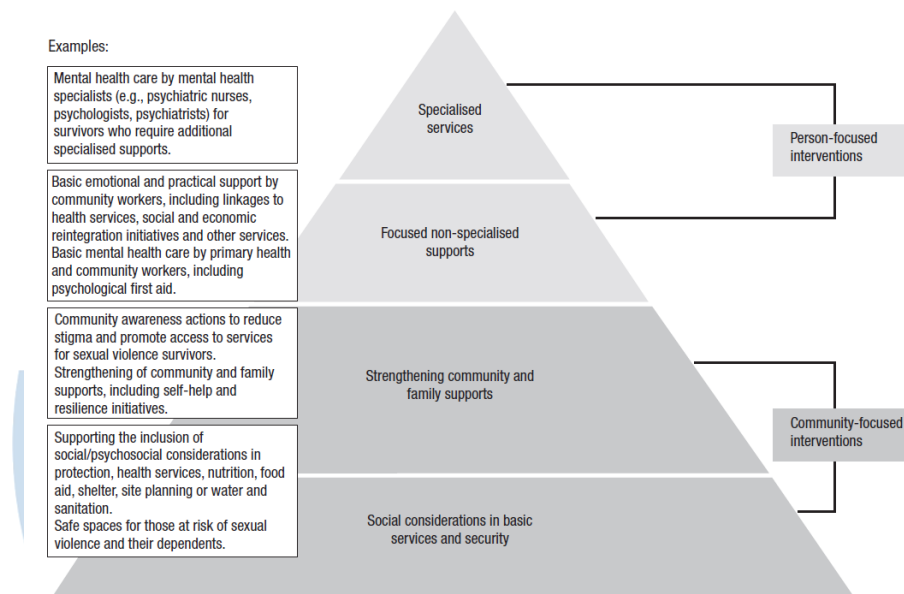 Examples:
Mental health care by mental health
specialists (e.g., psychiatric nurses,
psychologists, psychiatrists) for
survivors who require additional
specialised supports.
Specialised
services
Person-focused
interventions
Basic emotional and practical support by
community workers, including linkages to
health services, social and economic
reintegration initiatives and other services.
Basic mental health care by primary health
and community workers, including
psychological first aid.
Focused non-specialised
supports
Community awareness actions to reduce
stigma and promote access to services
for sexual violence survivors.
Strengthening of community and family
supports, including self-help and
resilience initiatives.
Strengthening community and
family supports
Community-focused
interventions
Supporting the inclusion of
social/psychosocial considerations in
protection, health services, nutrition, food
aid, shelter, site planning or water and
sanitation.
Safe spaces for those at risk of sexual
violence and their dependents.
Social considerations in basic
services and security